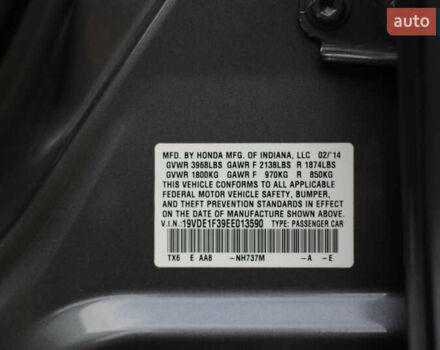 auto
MFD. BY HONDA MFG. OF INDIANA, LLC 02/'14
GVWR 3968LBS GAWR F 2138LBS R 1874LBS
GVWR 1800KG GAWR F 970KG R 850KG
THIS VEHICLE CONFORMS TO ALL APPLICABLE
FEDERAL MOTOR VEHICLE SAFETY, BUMPER,
AND THEFT PREVENTION STANDARDS IN EFFECT
ON THE DATE OF MANUFACTURE SHOWN ABOVE.
V.I.N.: 19VDE1F39EE013590 TYPE: PASSENGER CAR
TX6 E AA8 -NH737M -A -E